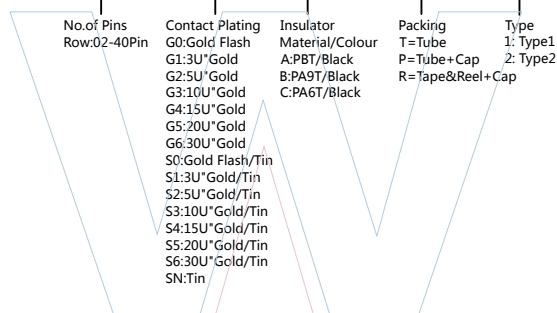 No.of Pins
Row:02-40Pin
Contact Plating
G0:Gold Flash
G1:3U"Gold
G2:5U"Gold
G3:10U"Gold
G4:15U"Gold
G5:20U"Gold
G6:30U"Gold
S0:Gold Flash/Tin
S1:3U"Gold/Tin
S2:5U"Gold/Tin
S3:10U"Gold/Tin
S4:15U"Gold/Tin
S5:20U"Gold/Tin
S6:30U"Gold/Tin
SN:Tin
Insulator
Material/Colour
A:PBT/Black
B:PA9T/Black
C:PA6T/Black
Packing
T=Tube
P=Tube+Cap
R=Tape&Reel+Cap
Type
1: Type1
2: Type2